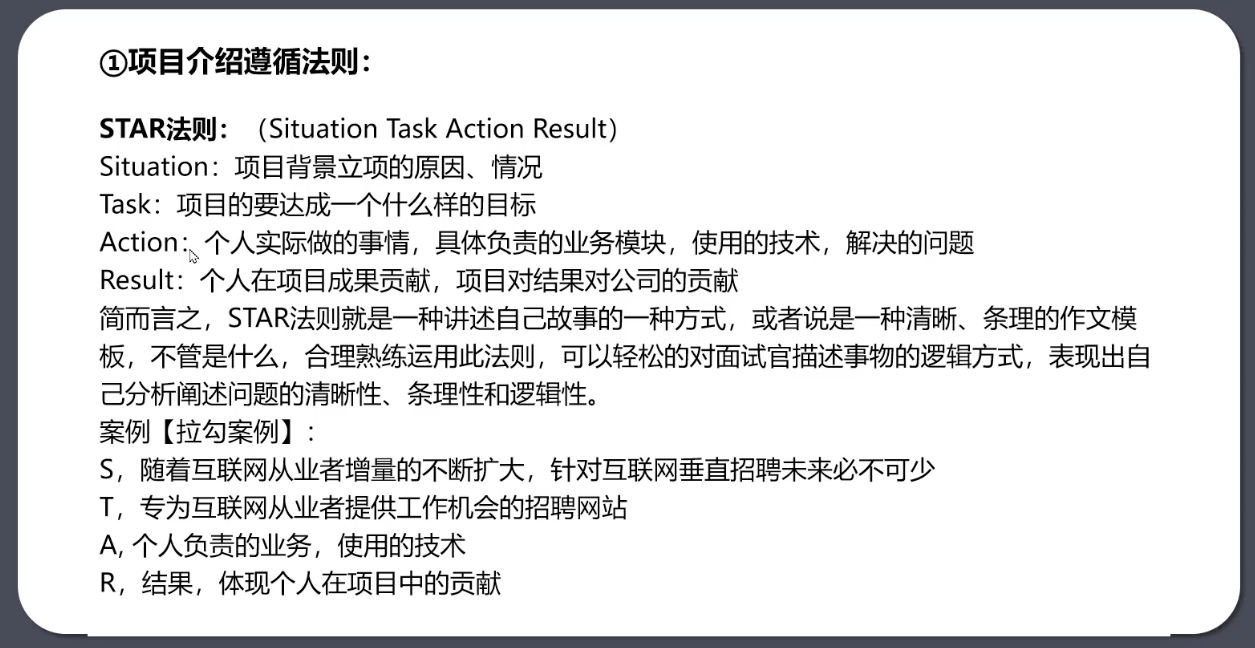 ①项目介绍遵循法则：
STAR法则：（Situation Task Action Result）
Situation：项目背景立项的原因、情况
Task：项目的要达成一个什么样的目标
Action：个人实际做的事情，具体负责的业务模块，使用的技术，解决的问题
Result：个人在项目成果贡献，项目对结果对公司的贡献
简而言之，STAR法则就是一种讲述自己故事的一种方式，或者说是一种清晰、条理的作文模
板，不管是什么，合理熟练运用此法则，可以轻松的对面试官描述事物的逻辑方式，表现出自
己分析阐述问题的清晰性、条理性和逻辑性。
案例【拉勾案例】：
S，随着互联网从业者增量的不断扩大，针对互联网垂直招聘未来必不可少
T，专为互联网从业者提供工作机会的招聘网站
A, 个人负责的业务，使用的技术
R，结果，体现个人在项目中的贡献